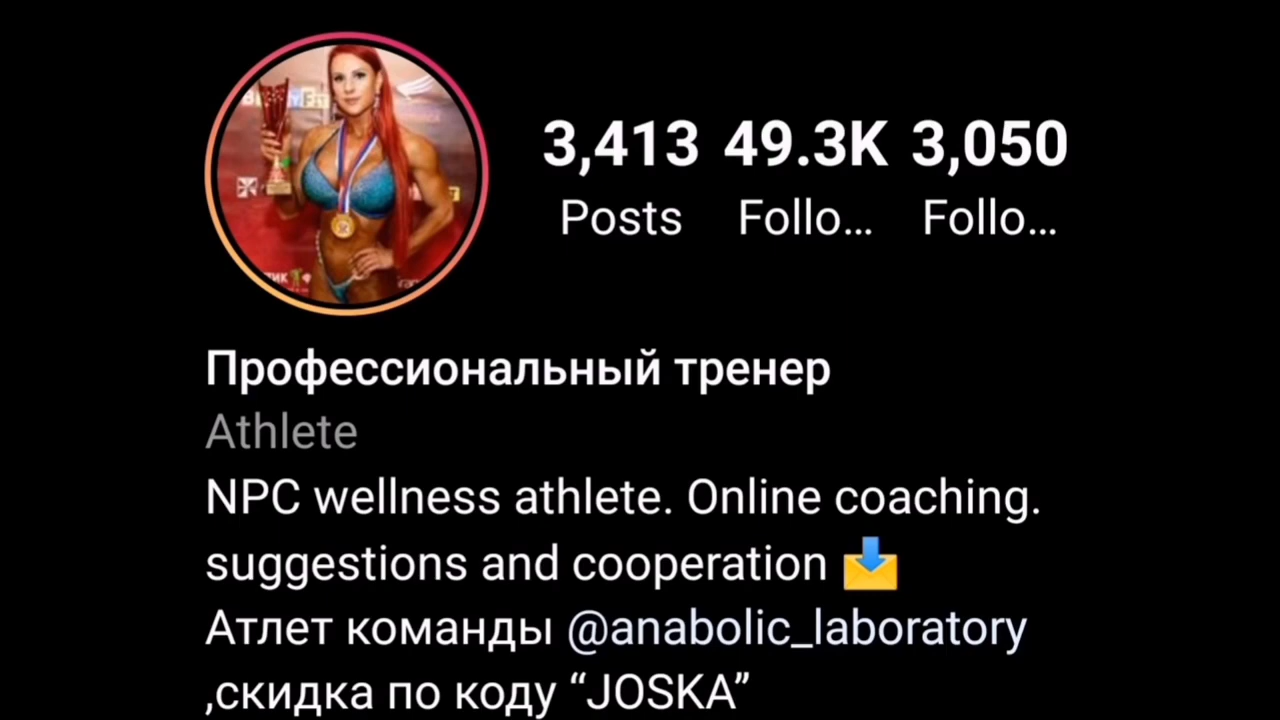 3,413 49.3K 3,050
Posts Follo... Follo...
Профессиональный тренер
Athlete
NPC wellness athlete. Online coaching.
suggestions and cooperation 📩
Атлет команды @anabolic_laboratory
,скидка по коду “JOSKA”